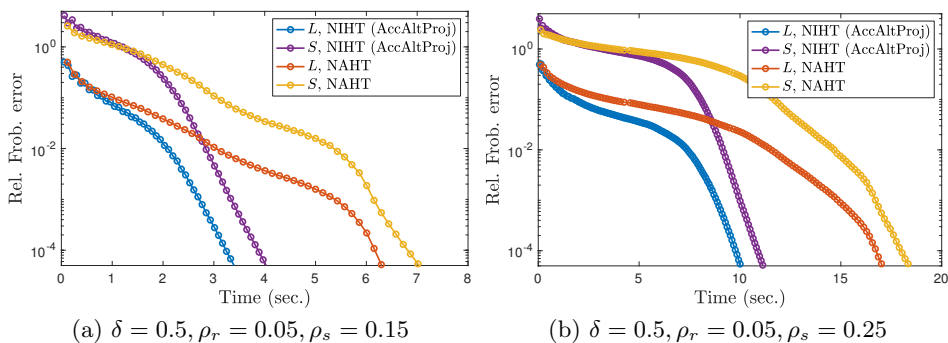 Rel. Frob. error
10^0
10^-2
10^-4
L, NIHT (AccAltProj)
S, NIHT (AccAltProj)
L, NAHT
S, NAHT
0 1 2 3 4 5 6 7 8
Time (sec.)
(a) δ = 0.5, ρ_r = 0.05, ρ_s = 0.15
Rel. Frob. error
10^0
10^-2
10^-4
L, NIHT (AccAltProj)
S, NIHT (AccAltProj)
L, NAHT
S, NAHT
0 5 10 15 20
Time (sec.)
(b) δ = 0.5, ρ_r = 0.05, ρ_s = 0.25